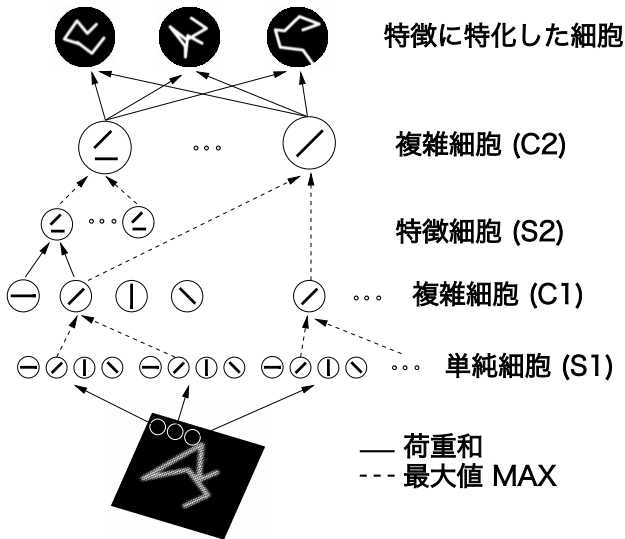 特徴に特化した細胞
複雑細胞 (C2)
特徴細胞 (S2)
複雑細胞 (C1)
単純細胞 (S1)
荷重和
最大値 MAX